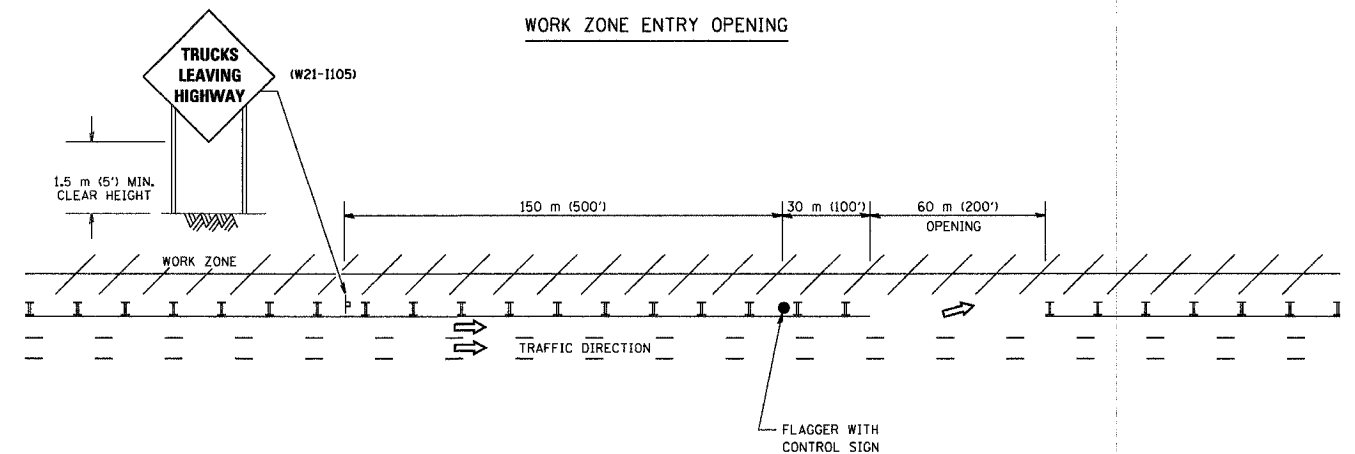 WORK ZONE ENTRY OPENING
TRUCKS
LEAVING
HIGHWAY
(W21-I105)
1.5 m (5') MIN.
CLEAR HEIGHT
150 m (500')
30 m (100')
60 m (200')
OPENING
WORK ZONE
TRAFFIC DIRECTION
FLAGGER WITH
CONTROL SIGN